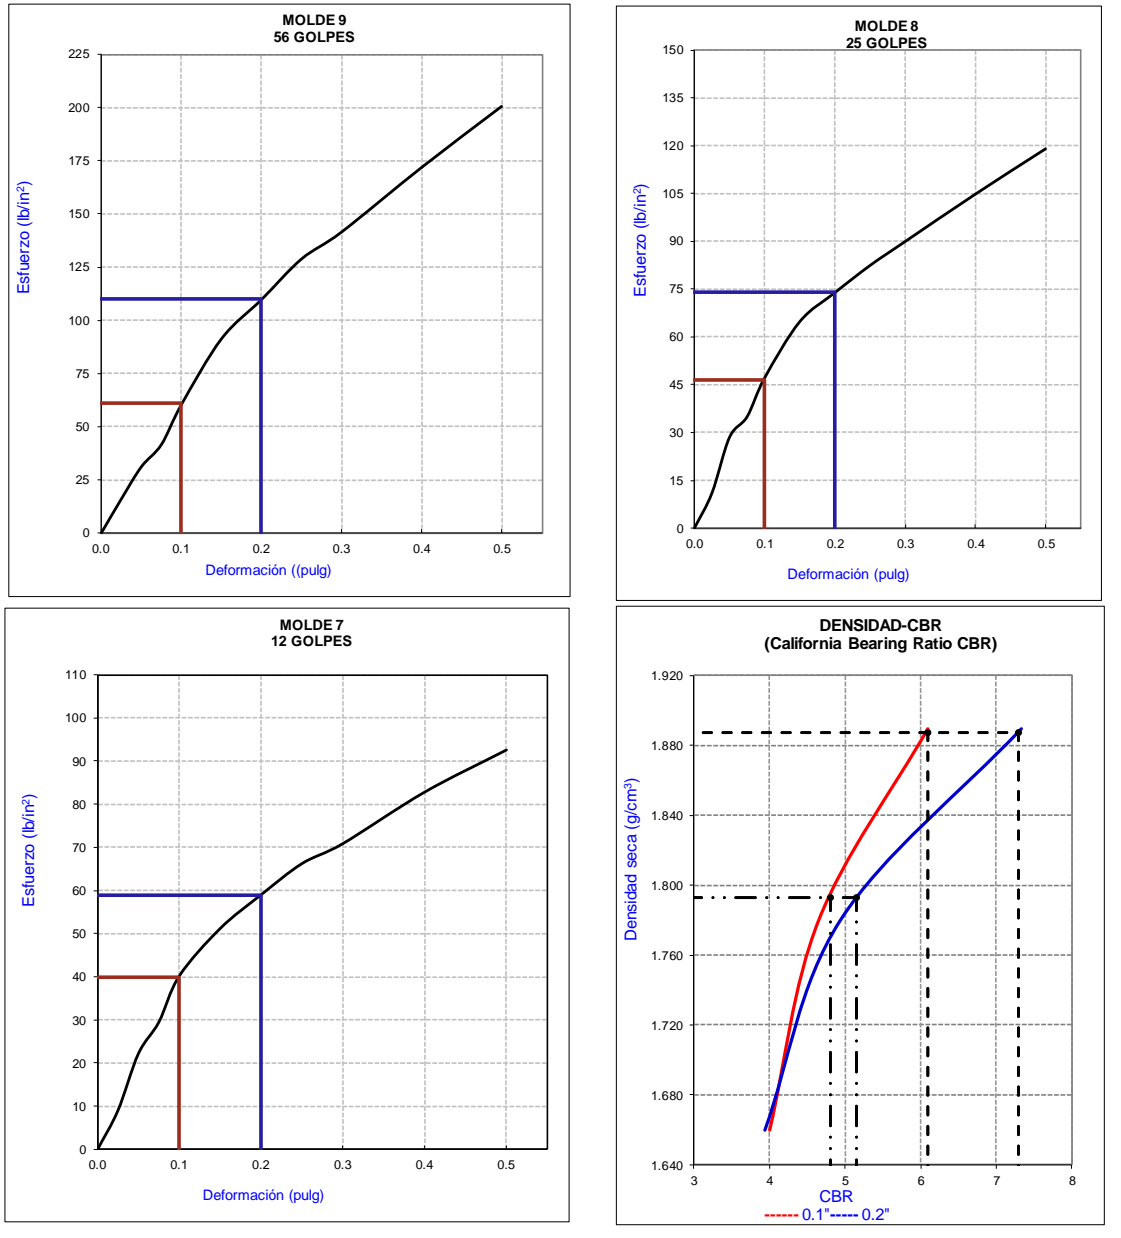 MOLDE 9
56 GOLPES
225
200
175
150
125
100
75
50
25
0
0.0 0.1 0.2 0.3 0.4 0.5
Esfuerzo (lb/in²)
Deformación ((pulg)
MOLDE 8
25 GOLPES
150
135
120
105
90
75
60
45
30
15
0
0.0 0.1 0.2 0.3 0.4 0.5
Esfuerzo (lb/in²)
Deformación (pulg)
MOLDE 7
12 GOLPES
110
100
90
80
70
60
50
40
30
20
10
0
0.0 0.1 0.2 0.3 0.4 0.5
Esfuerzo (lb/in²)
Deformación (pulg)
DENSIDAD-CBR
(California Bearing Ratio CBR)
1.920
1.880
1.840
1.800
1.760
1.720
1.680
1.640
3 4 5 6 7 8
Densidad seca (g/cm³)
CBR
------ 0.1"----- 0.2"